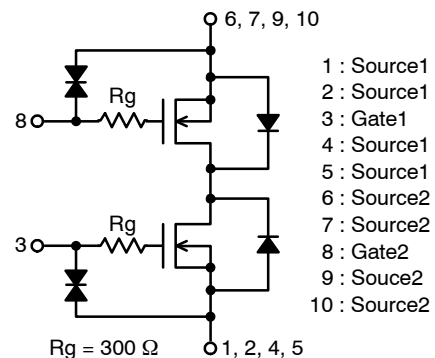 6, 7, 9, 10
Rg
8
Rg
3
Rg = 300 Ω
1, 2, 4, 5
1 : Source1
2 : Source1
3 : Gate1
4 : Source1
5 : Source1
6 : Source2
7 : Source2
8 : Gate2
9 : Souce2
10 : Source2